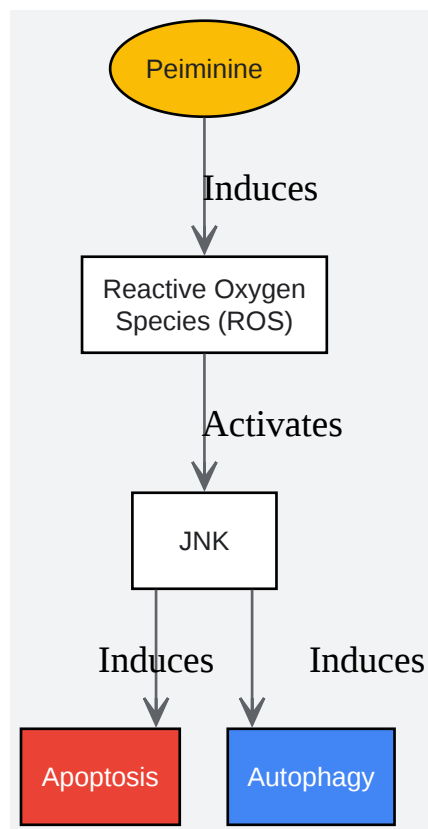 Peiminine
Induces
Reactive Oxygen
Species (ROS)
Activates
JNK
Induces
Induces
Apoptosis
Autophagy